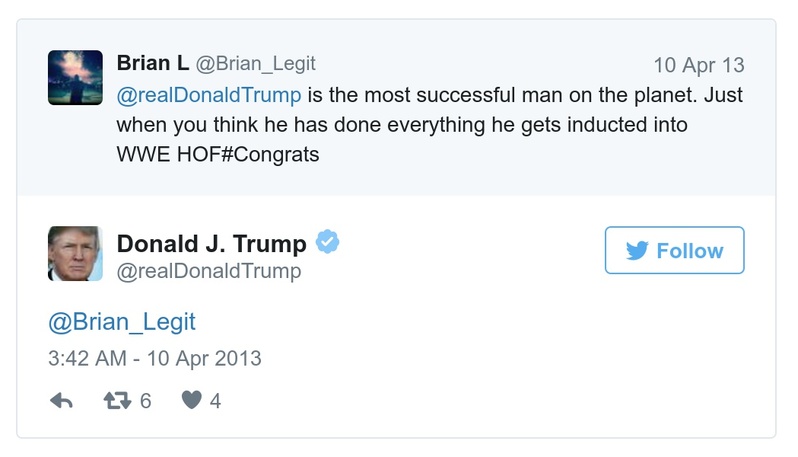 Brian L @Brian_Legit 10 Apr 13
@realDonaldTrump is the most successful man on the planet. Just
when you think he has done everything he gets inducted into
WWE HOF#Congrats
Donald J. Trump
@realDonaldTrump
Follow
@Brian_Legit
3:42 AM - 10 Apr 2013
6 4